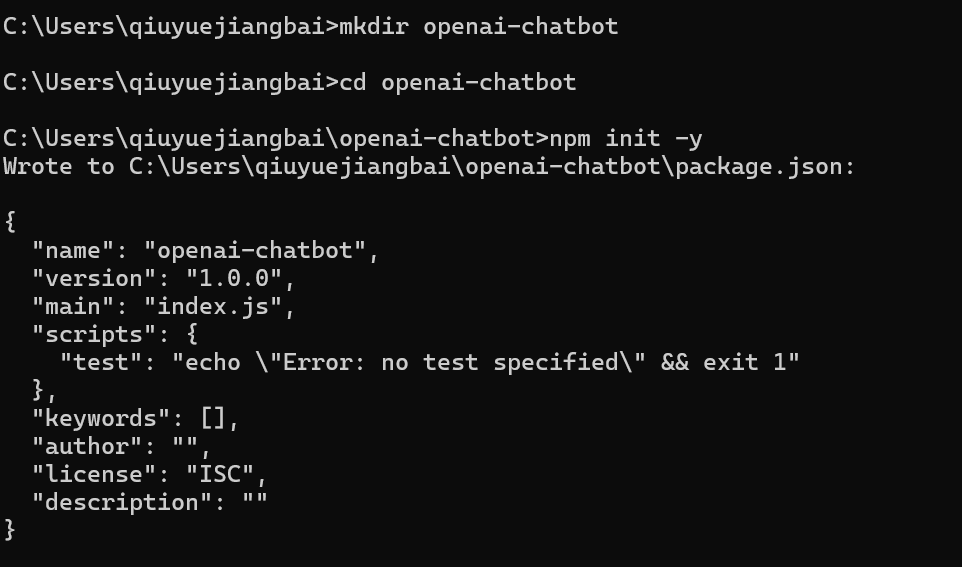 C:\Users\qiuyuejiangbai>mkdir openai-chatbot
C:\Users\qiuyuejiangbai>cd openai-chatbot
C:\Users\qiuyuejiangbai\openai-chatbot>npm init -y
Wrote to C:\Users\qiuyuejiangbai\openai-chatbot\package.json:
{
  "name": "openai-chatbot",
  "version": "1.0.0",
  "main": "index.js",
  "scripts": {
    "test": "echo \"Error: no test specified\" && exit 1"
  },
  "keywords": [],
  "author": "",
  "license": "ISC",
  "description": ""
}